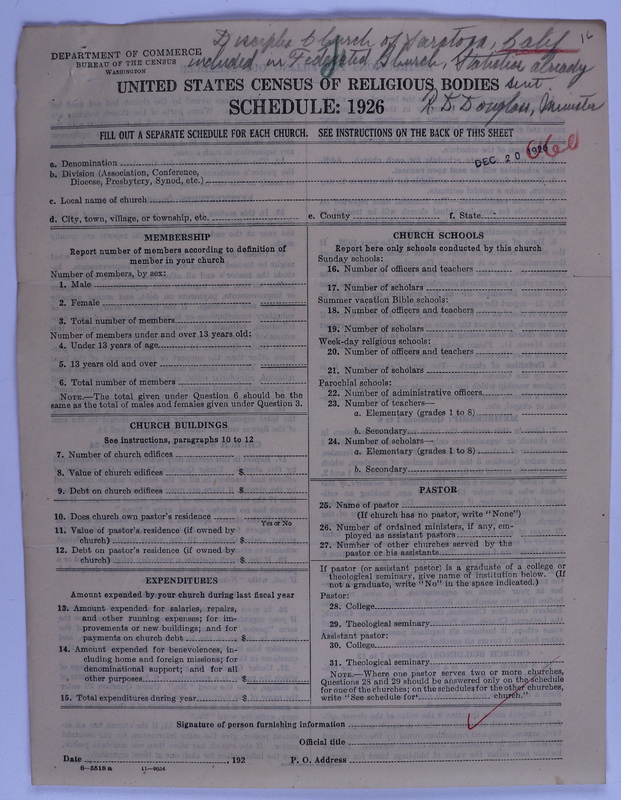 Disciple Church of Saratoga, Calif 16
included in Federated Church, Statistics already
sent
R. D. Douglass, Minister
DEPARTMENT OF COMMERCE
BUREAU OF THE CENSUS
WASHINGTON
UNITED STATES CENSUS OF RELIGIOUS BODIES
SCHEDULE: 1926
FILL OUT A SEPARATE SCHEDULE FOR EACH CHURCH. SEE INSTRUCTIONS ON THE BACK OF THIS SHEET
DEC 20 1926
a. Denomination
b. Division (Association, Conference,
Diocese, Presbytery, Synod, etc.)
c. Local name of church
d. City, town, village, or township, etc. e. County f. State
MEMBERSHIP
Report number of members according to definition of
member in your church
Number of members, by sex:
1. Male
2. Female
3. Total number of members
Number of members under and over 13 years old:
4. Under 13 years of age
5. 13 years old and over
6. Total number of members
NOTE.—The total given under Question 6 should be the
same as the total of males and females given under Question 3.
CHURCH BUILDINGS
See instructions, paragraphs 10 to 12
7. Number of church edifices
8. Value of church edifices $
9. Debt on church edifices $
10. Does church own pastor's residence
Yes or No
11. Value of pastor's residence (if owned by
church) $
12. Debt on pastor's residence (if owned by
church) $
EXPENDITURES
Amount expended by your church during last fiscal year
13. Amount expended for salaries, repairs,
and other running expenses; for im-
provements or new buildings; and for
payments on church debt $
14. Amount expended for benevolences, in-
cluding home and foreign missions; for
denominational support; and for all
other purposes $
15. Total expenditures during year $
CHURCH SCHOOLS
Report here only schools conducted by this church
Sunday schools:
16. Number of officers and teachers
17. Number of scholars
Summer vacation Bible schools:
18. Number of officers and teachers
19. Number of scholars
Week-day religious schools:
20. Number of officers and teachers
21. Number of scholars
Parochial schools:
22. Number of administrative officers
23. Number of teachers—
a. Elementary (grades 1 to 8)
b. Secondary
24. Number of scholars—
a. Elementary (grades 1 to 8)
b. Secondary
PASTOR
25. Name of pastor
(If church has no pastor, write "None")
26. Number of ordained ministers, if any, em-
ployed as assistant pastors
27. Number of other churches served by the
pastor or his assistants
If pastor (or assistant pastor) is a graduate of a college or
theological seminary, give name of institution below. (If
not a graduate, write "No" in the space indicated.)
Pastor:
28. College
29. Theological seminary
Assistant pastor:
30. College
31. Theological seminary
NOTE.—Where one pastor serves two or more churches,
Questions 28 and 29 should be answered only on the schedule
for one of the churches; on the schedules for the other churches,
write "See schedule for church."
Signature of person furnishing information
Official title
Date , 192 P. O. Address
8—5518 a 11—9034